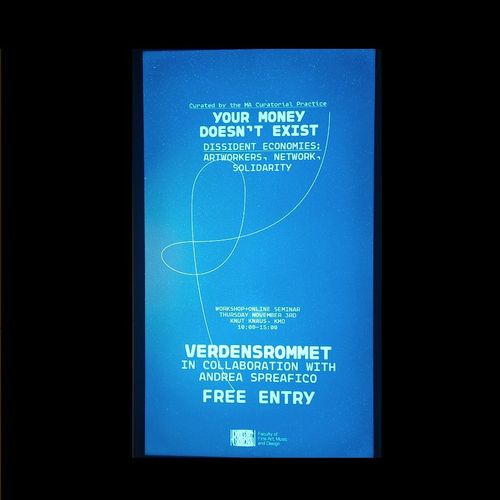 Curated by the MA Curatorial Practice
YOUR MONEY
DOESN'T EXIST
DISSIDENT ECONOMIES:
ARTWORKERS, NETWORK,
SOLIDARITY
WORKSHOP+ONLINE SEMINAR
THURSDAY NOVEMBER 3RD
KNUT KNAUS, KMD
10:00-15:00
VERDENSROMMET
IN COLLABORATION WITH
ANDREA SPREAFICO
FREE ENTRY
Faculty of
Fine Art, Music
and Design